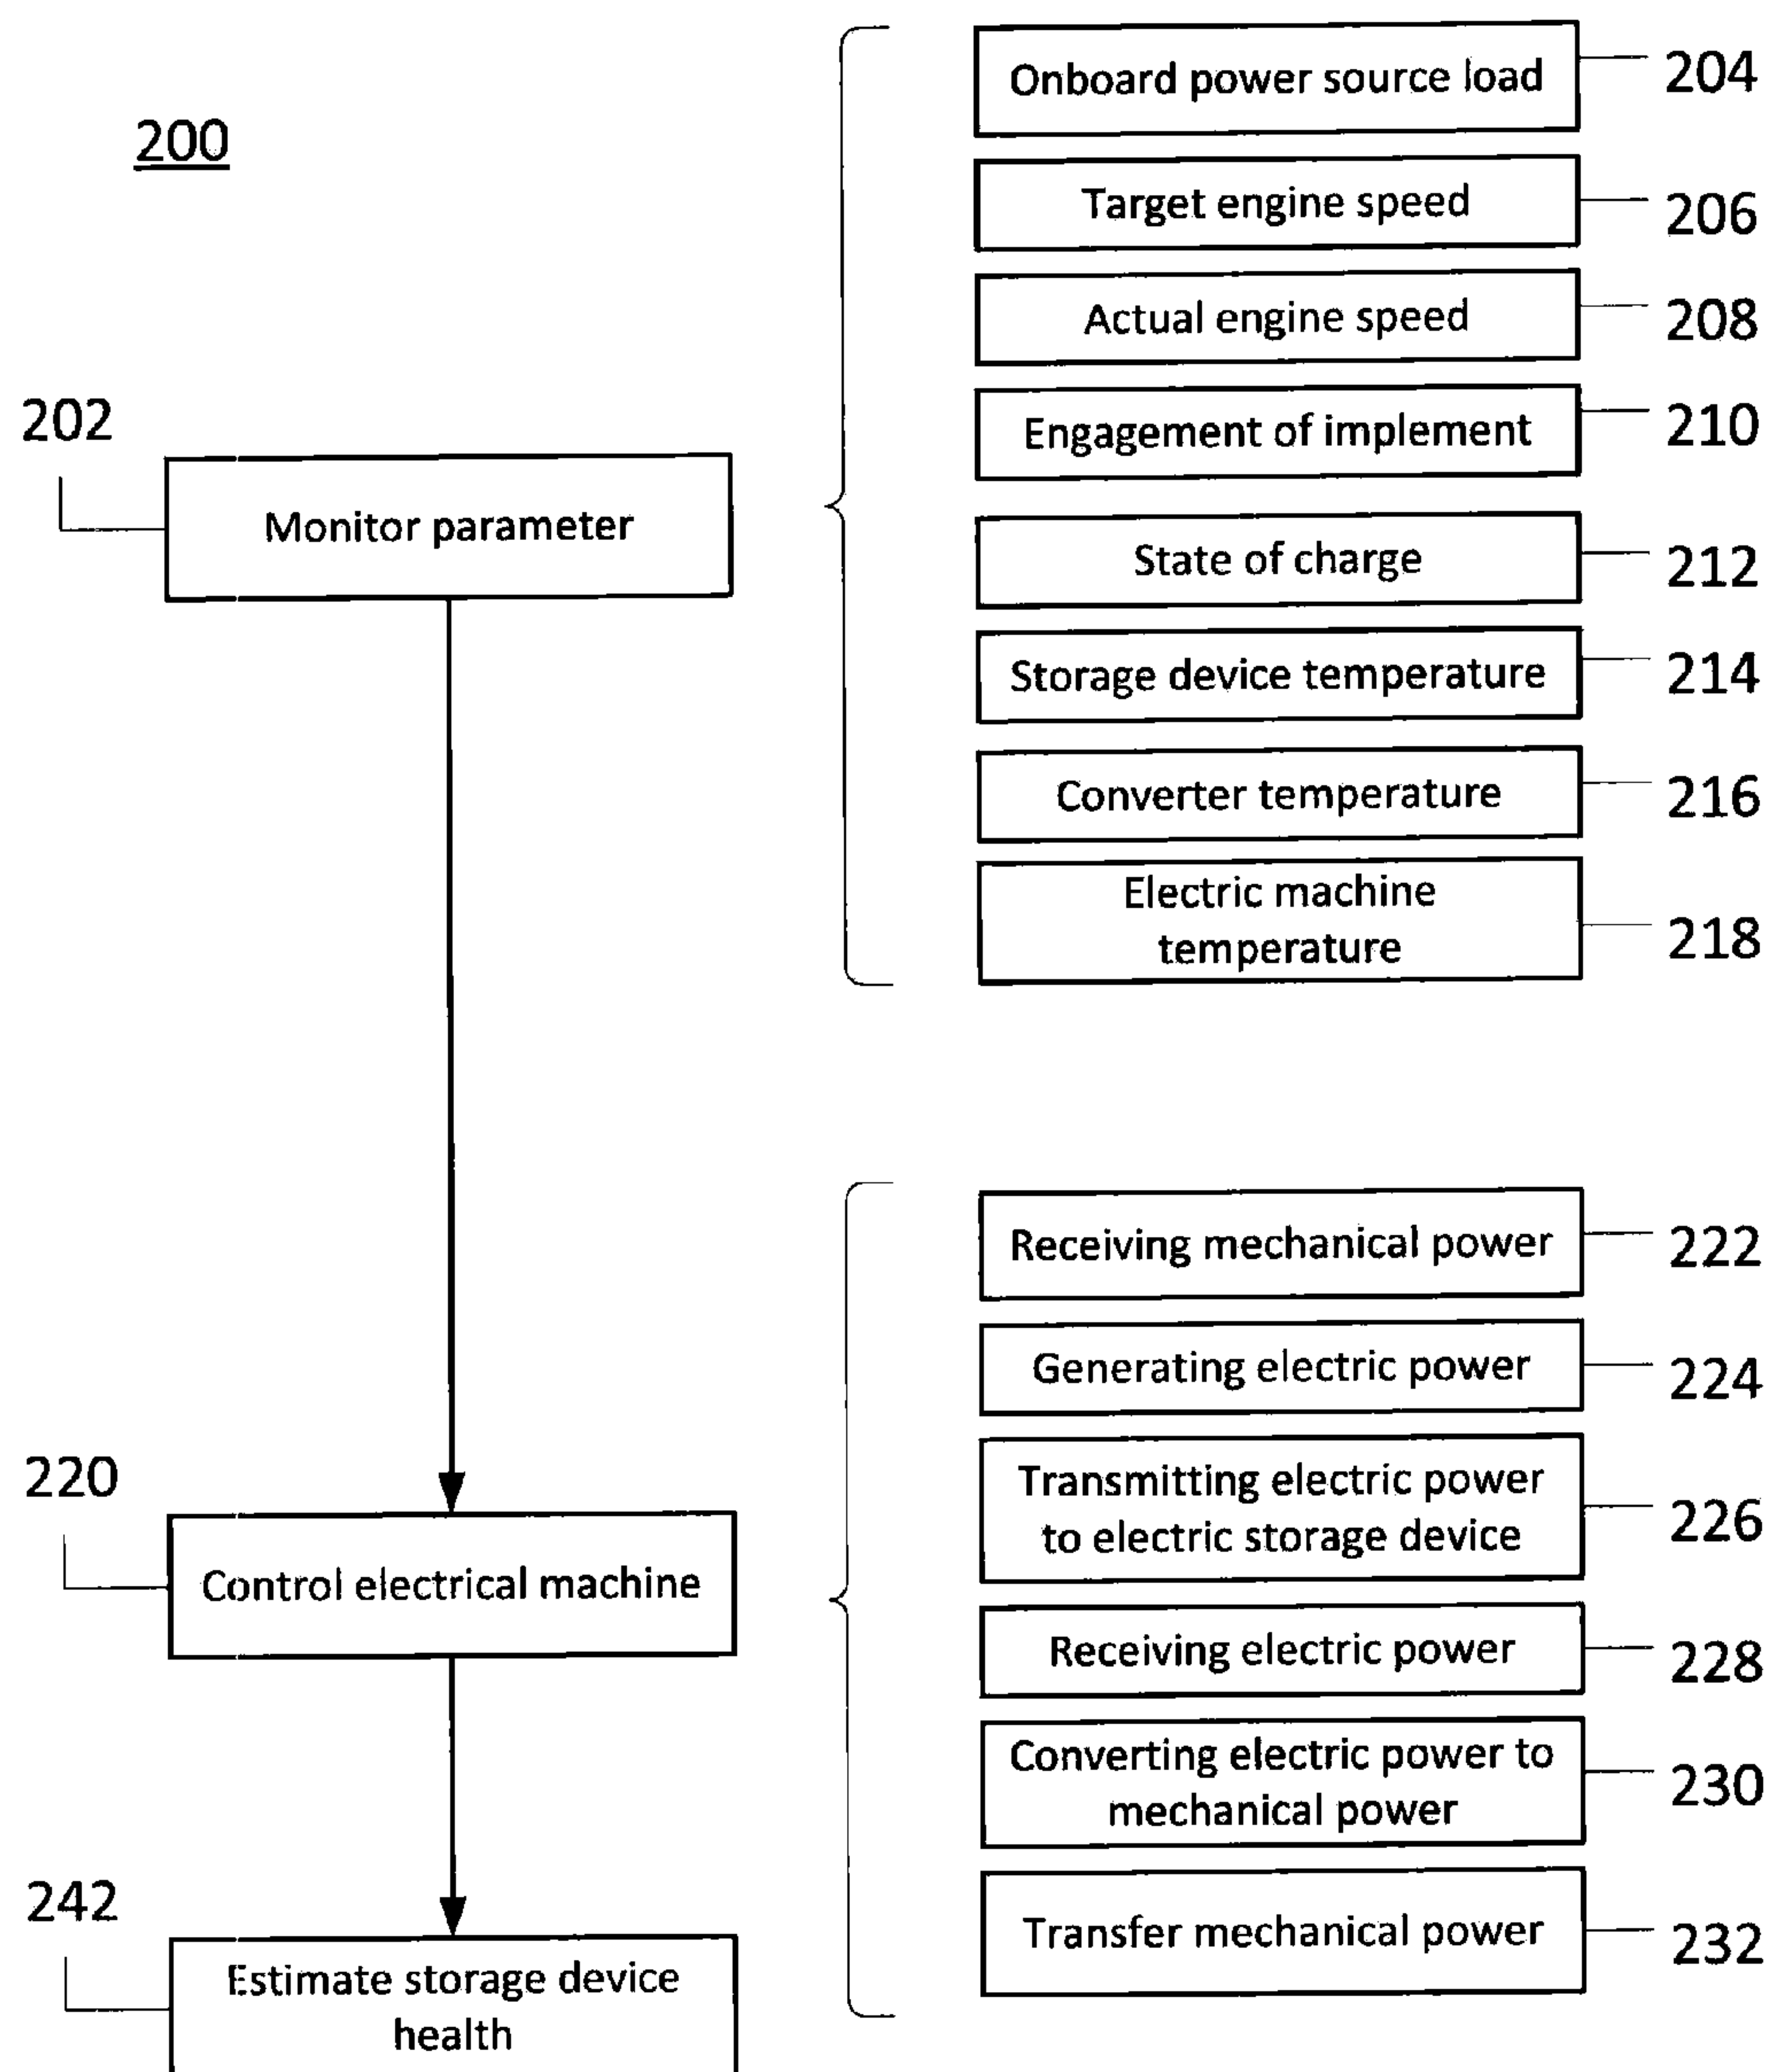 200
Onboard power source load
204
Target engine speed
206
Actual engine speed
208
Engagement of implement
210
202
Monitor parameter
State of charge
212
Storage device temperature
214
Converter temperature
216
Electric machine
temperature
218
Receiving mechanical power
222
Generating electric power
224
Transmitting electric power
to electric storage device
226
220
Control electrical machine
Receiving electric power
228
Converting electric power to
mechanical power
230
Transfer mechanical power
232
242
Estimate storage device
health